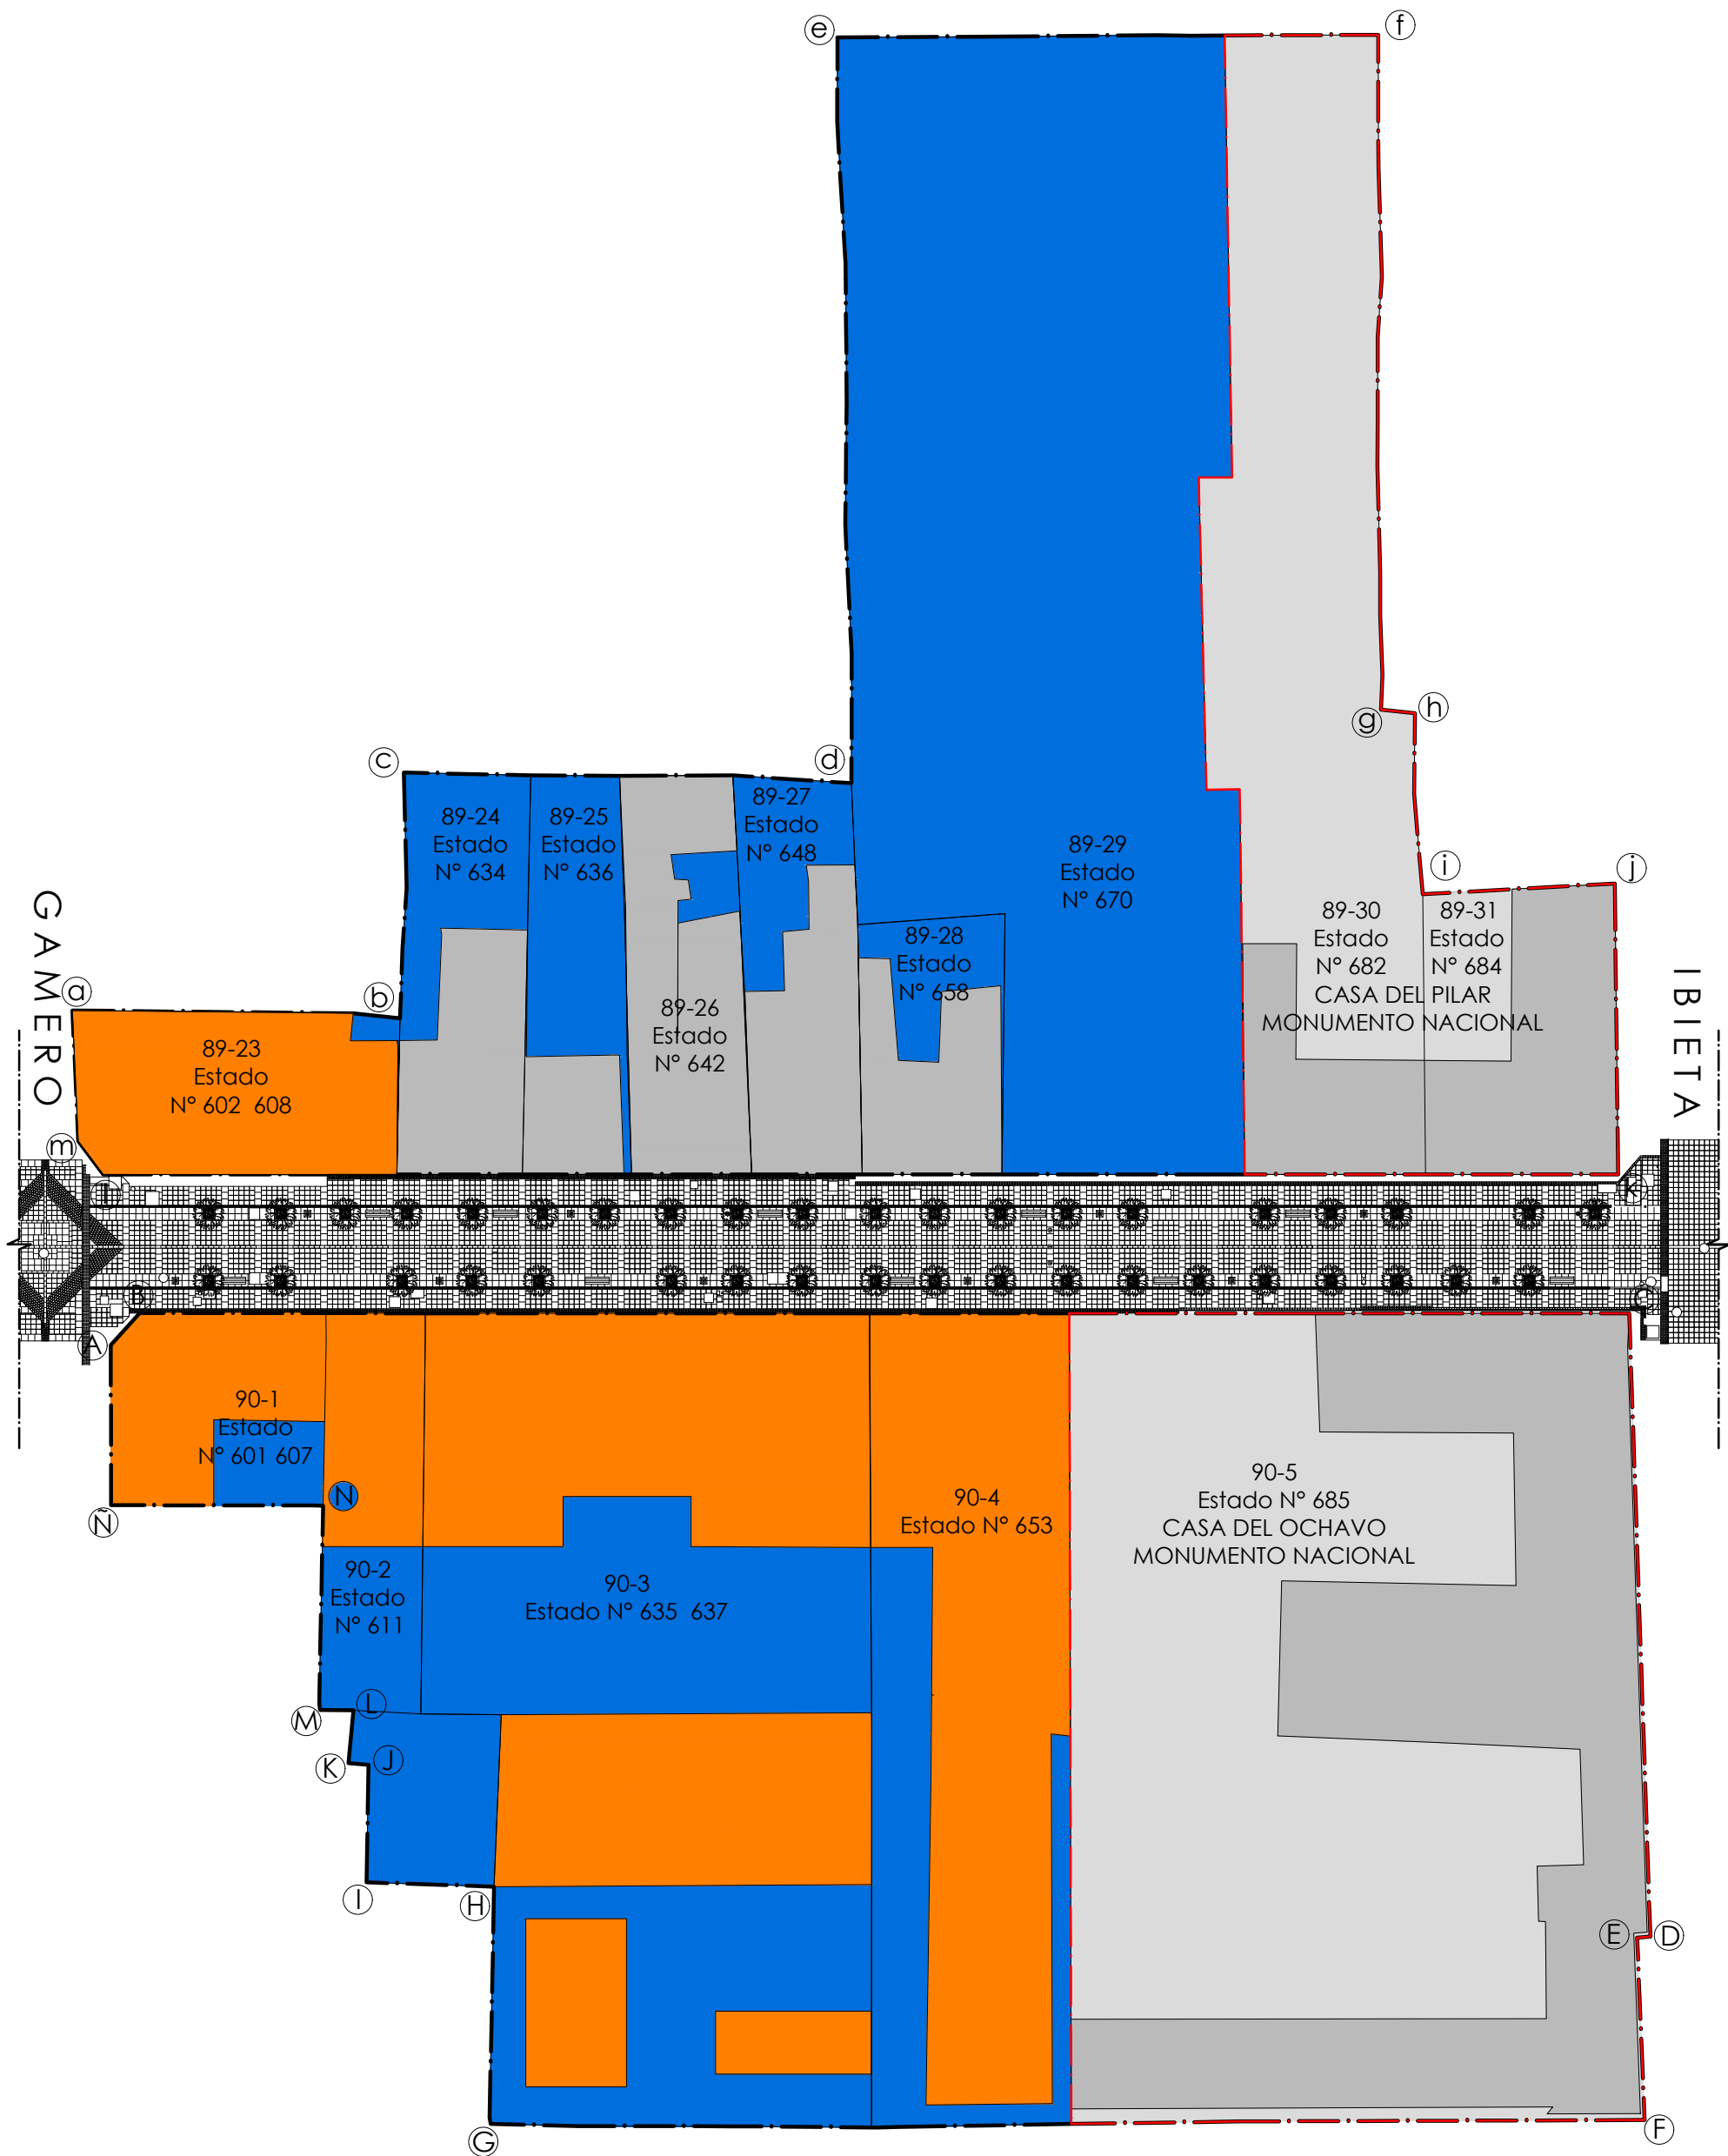 e
f
g
h
c
d
89-24
Estado
N° 634
89-25
Estado
N° 636
89-27
Estado
N° 648
89-29
Estado
N° 670
i
j
89-28
Estado
N° 658
89-30
Estado
N° 682
89-31
Estado
N° 684
CASA DEL PILAR
MONUMENTO NACIONAL
GAMERO
IBIETA
a
b
89-26
Estado
N° 642
89-23
Estado
N° 602 608
m
k
B
A
C
90-1
Estado
N° 601 607
90-5
Estado N° 685
CASA DEL OCHAVO
MONUMENTO NACIONAL
N
Ñ
90-4
Estado N° 653
90-2
Estado
N° 611
90-3
Estado N° 635 637
M
L
K
J
I
H
E
D
G
F